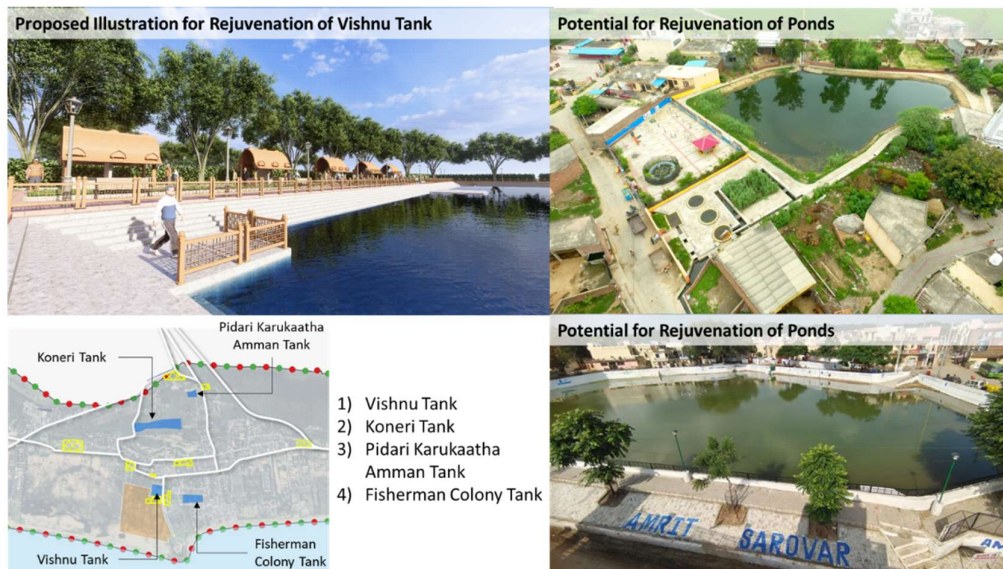 Proposed Illustration for Rejuvenation of Vishnu Tank
Potential for Rejuvenation of Ponds
Pidari Karukaatha
Amman Tank
Koneri Tank
Vishnu Tank
Fisherman
Colony Tank
1) Vishnu Tank
2) Koneri Tank
3) Pidari Karukaatha
Amman Tank
4) Fisherman Colony Tank
Potential for Rejuvenation of Ponds
AMRIT SAROVAR